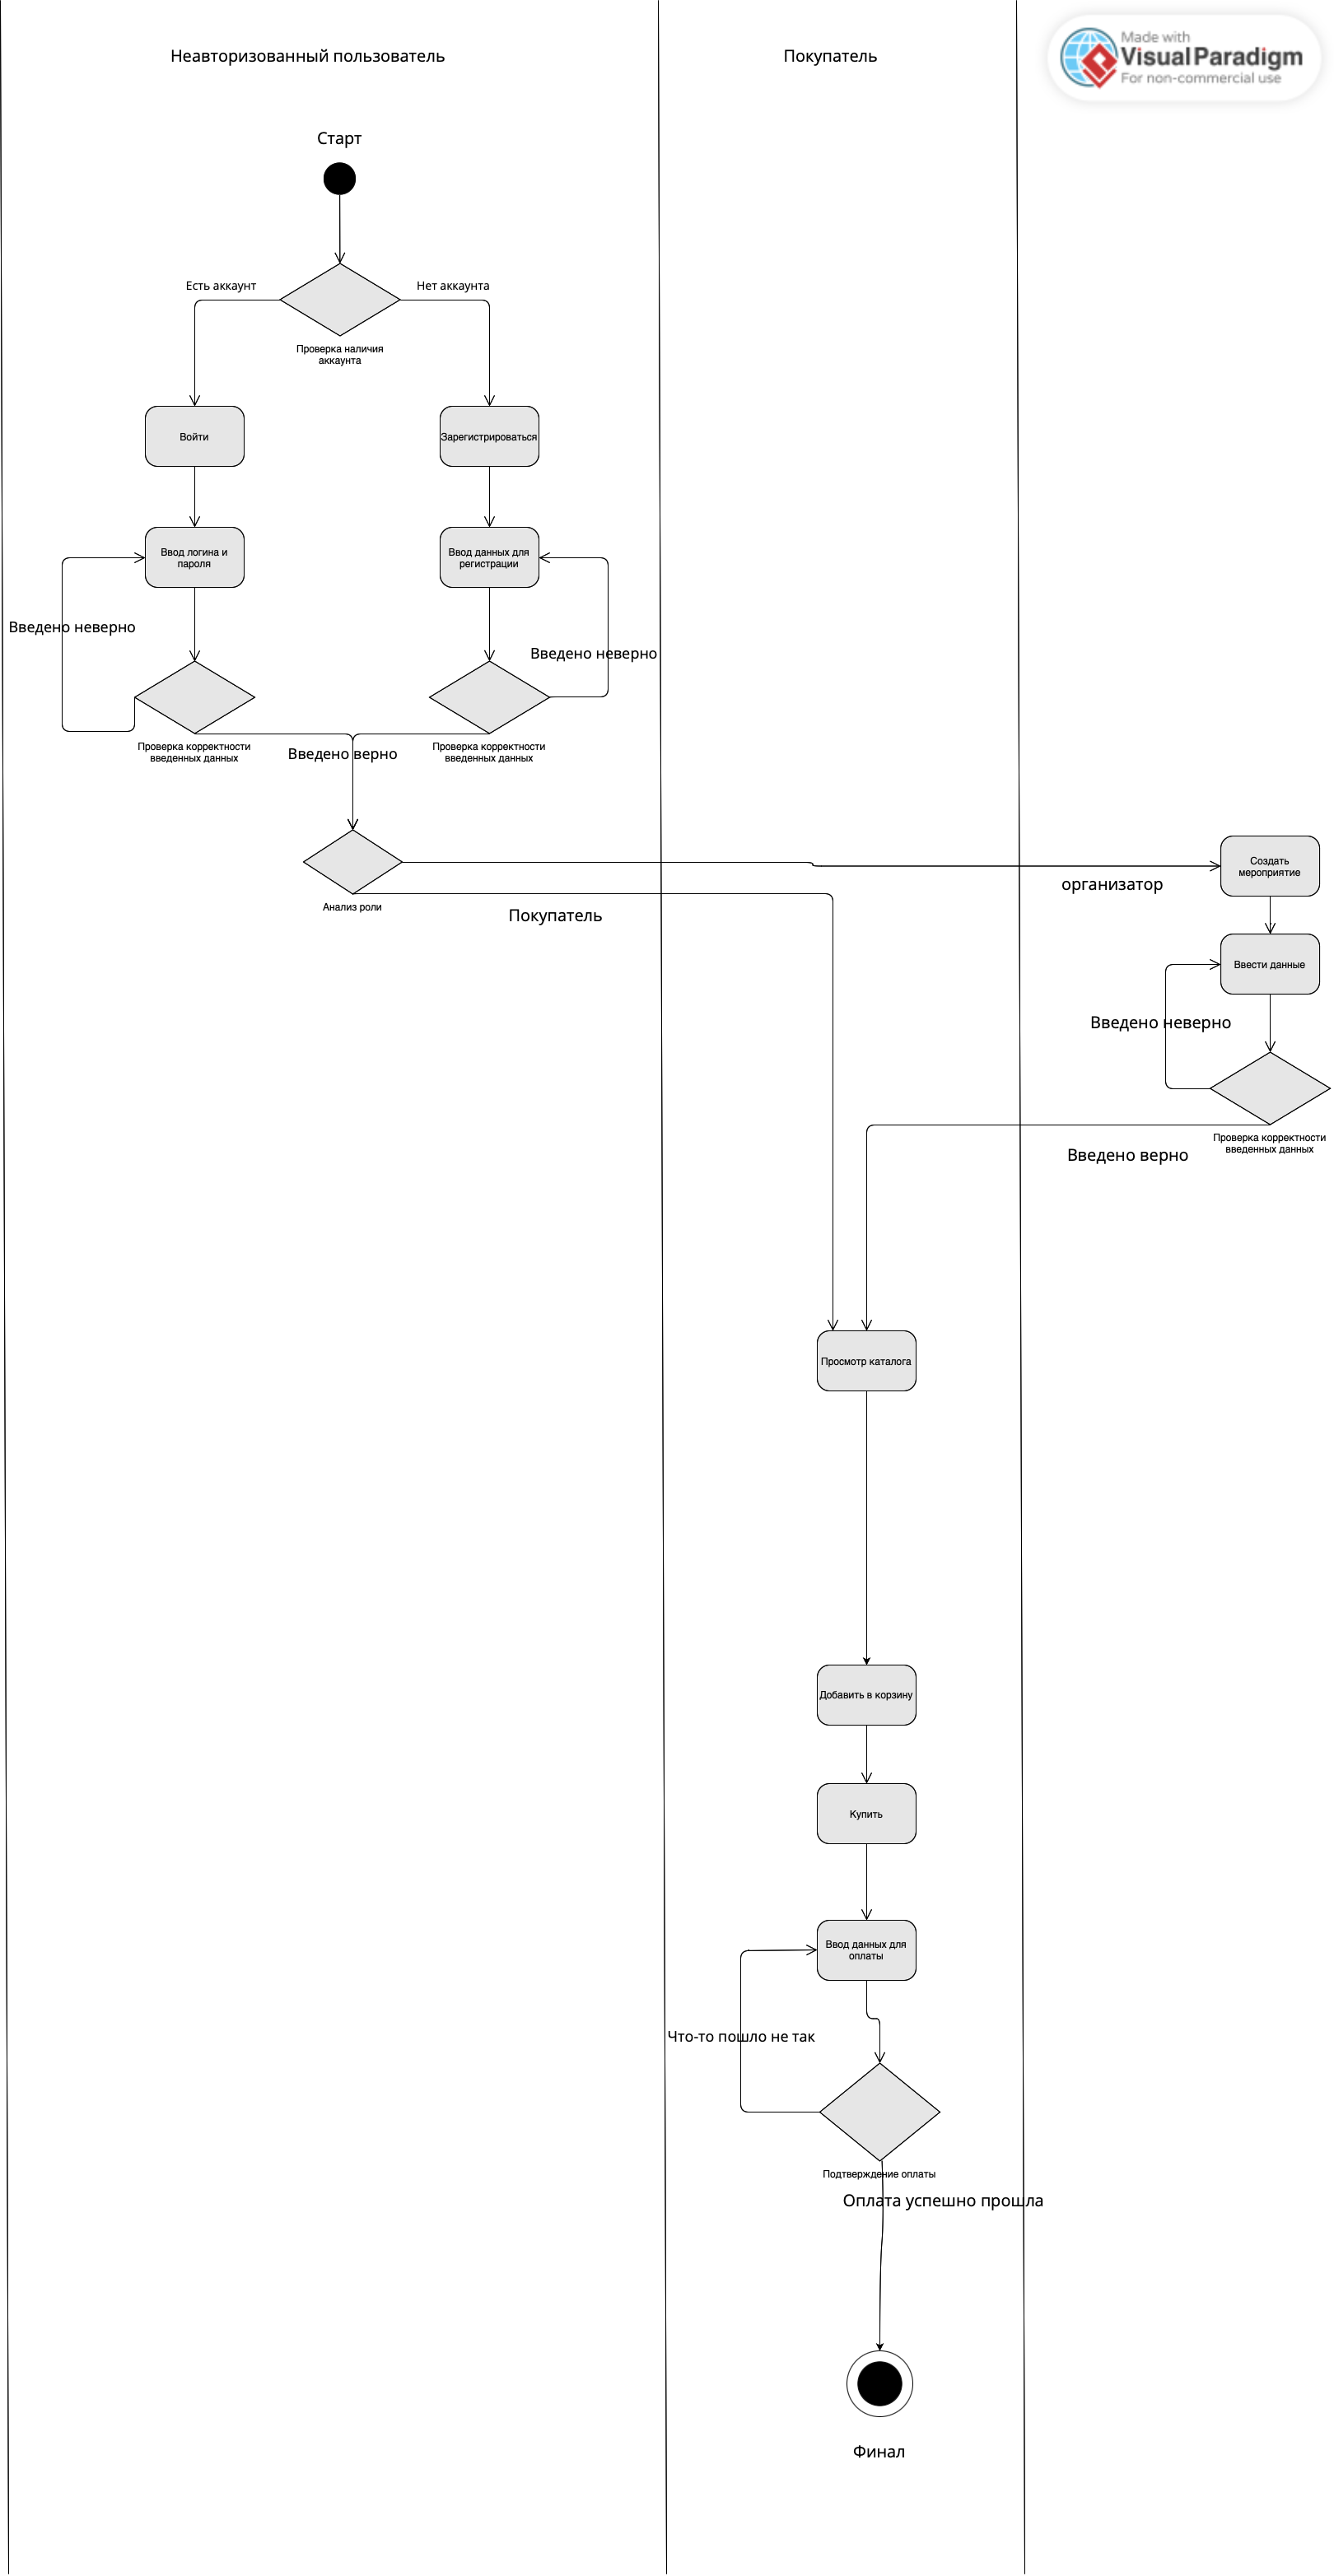 Неавторизованный пользователь
Покупатель
Made with
Visual Paradigm
For non-commercial use
Старт
Есть аккаунт
Нет аккаунта
Проверка наличия
аккаунта
Войти
Зарегистрироваться
Ввод логина и
пароля
Ввод данных для
регистрации
Введено неверно
Введено неверно
Проверка корректности
введенных данных
Введено верно
Проверка корректности
введенных данных
Анализ роли
Покупатель
организатор
Создать
мероприятие
Ввести данные
Введено неверно
Проверка корректности
введенных данных
Введено верно
Просмотр каталога
Добавить в корзину
Купить
Ввод данных для
оплаты
Что-то пошло не так
Подтверждение оплаты
Оплата успешно прошла
Финал